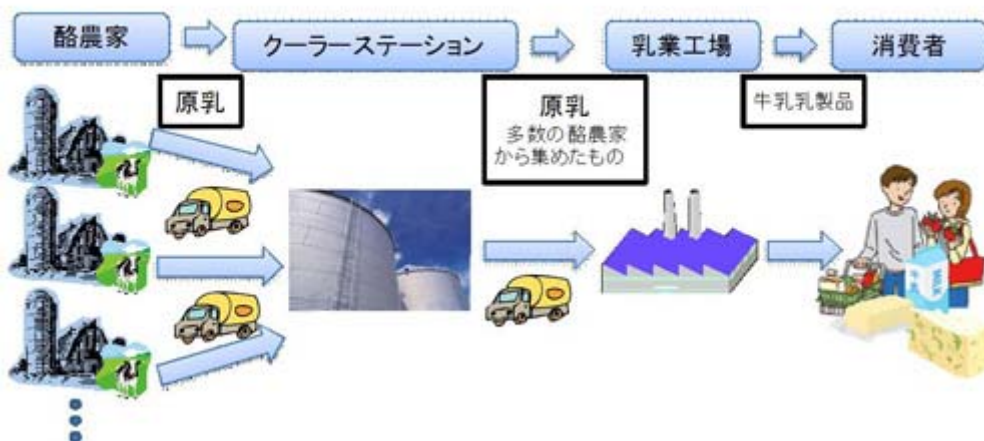 酪農家
クーラーステーション
乳業工場
消費者
原乳
原乳
多数の酪農家
から集めたもの
牛乳乳製品